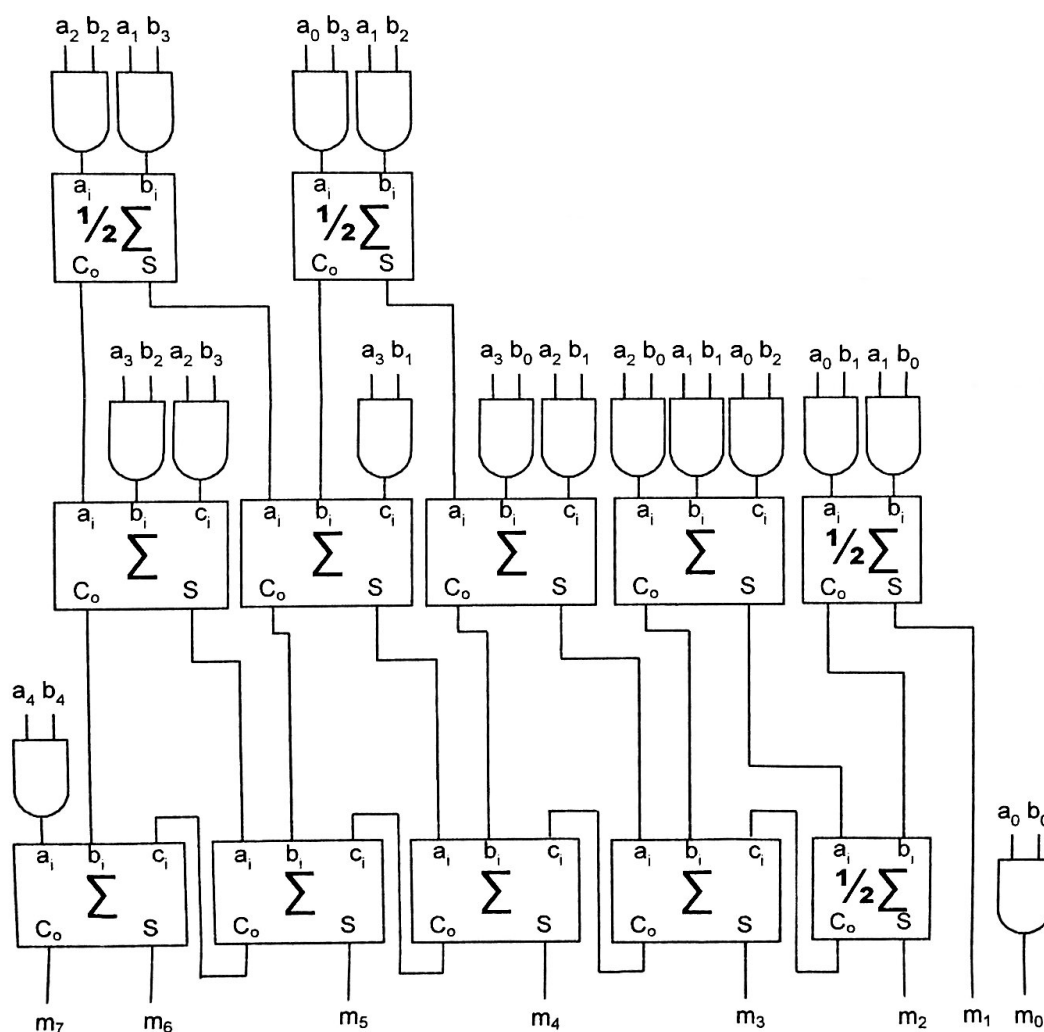 a₂ b₂ a₁ b₃ a₀ b₃ a₁ b₂
aᵢ bᵢ aᵢ bᵢ
½∑ ½∑
Cₒ S Cₒ S
a₃ b₂ a₂ b₃ a₃ b₁ a₃ b₀ a₂ b₁ a₂ b₀ a₁ b₁ a₀ b₂ a₀ b₁ a₁ b₀
aᵢ bᵢ cᵢ aᵢ bᵢ cᵢ aᵢ bᵢ cᵢ aᵢ bᵢ cᵢ aᵢ bᵢ
∑ ∑ ∑ ∑ ½∑
Cₒ S Cₒ S Cₒ S Cₒ S Cₒ S
a₄ b₄
a₀ b₀
aᵢ bᵢ cᵢ aᵢ bᵢ cᵢ aᵢ bᵢ cᵢ aᵢ bᵢ cᵢ aᵢ bᵢ
∑ ∑ ∑ ∑ ½∑
Cₒ S Cₒ S Cₒ S Cₒ S Cₒ S
m₇ m₆ m₅ m₄ m₃ m₂ m₁ m₀